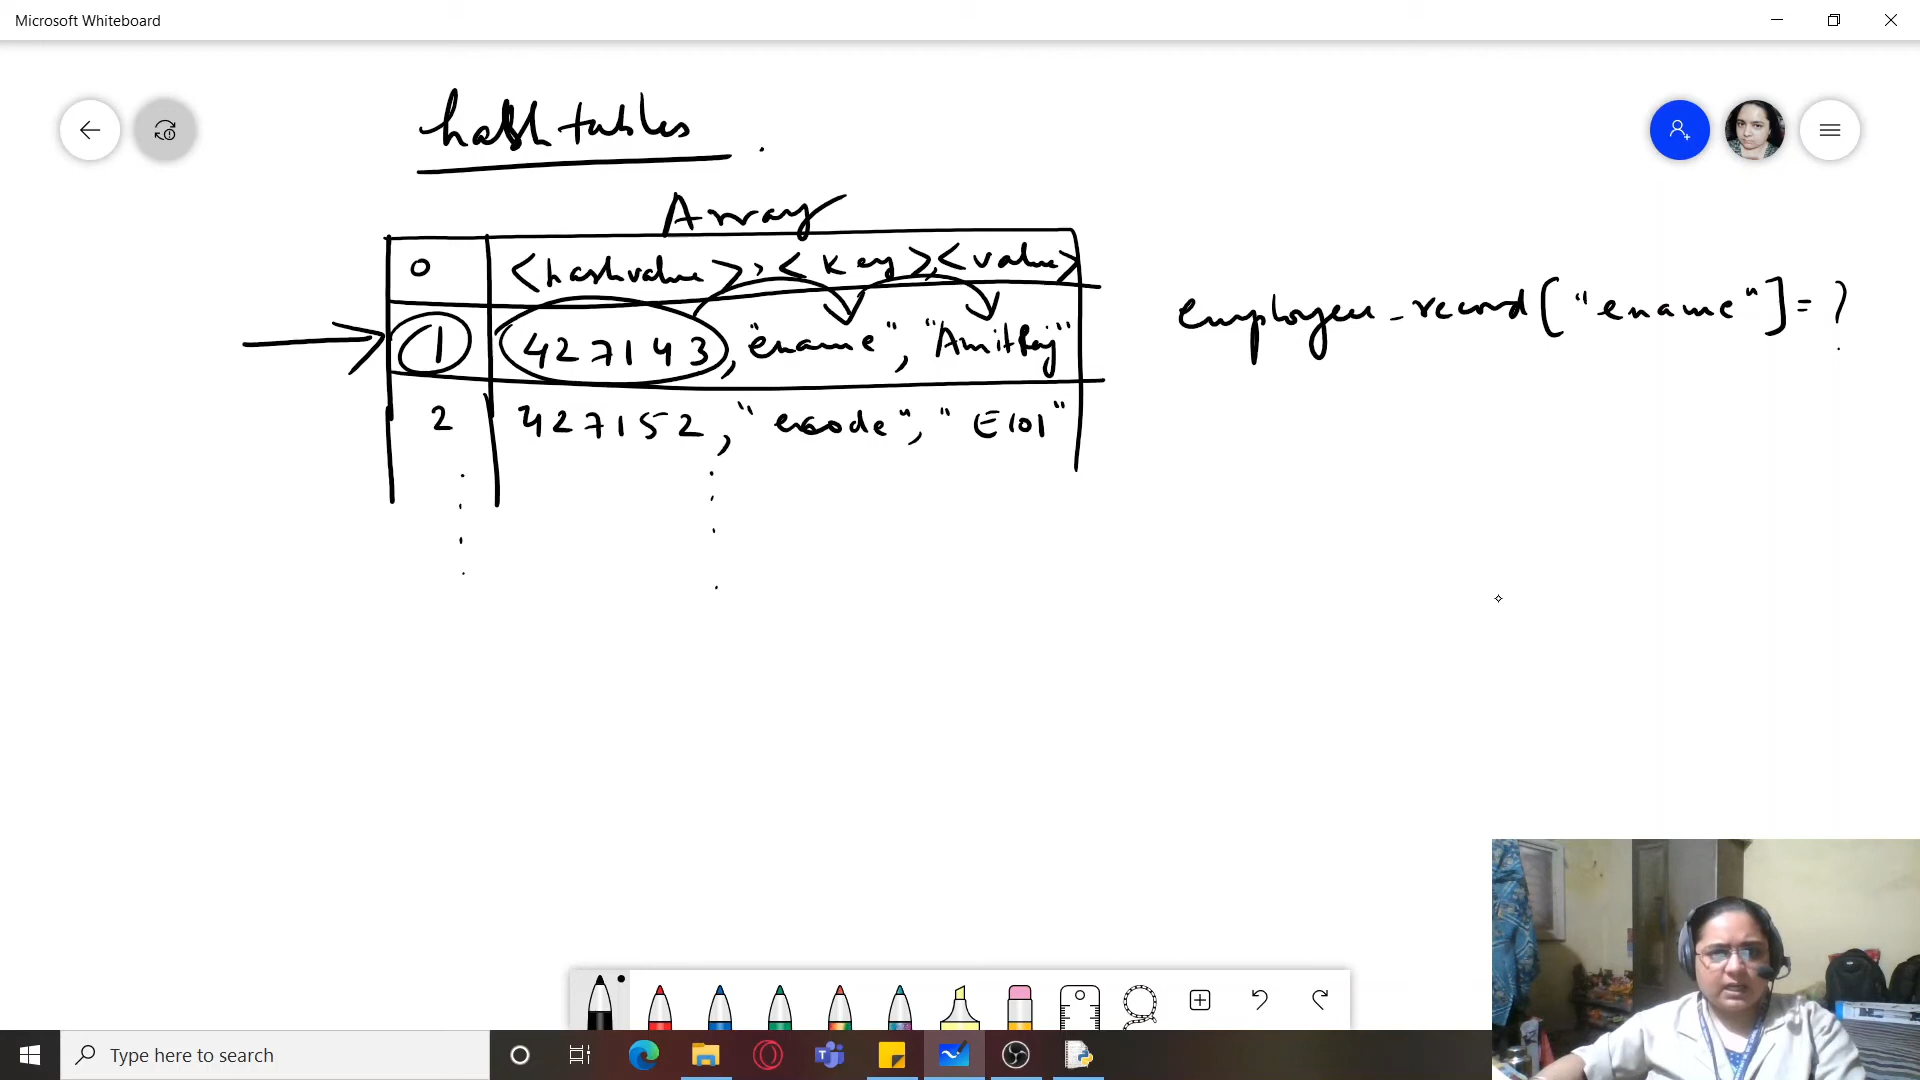 Microsoft Whiteboard
hash tables .
Array
0 <hashvalue>, <key>, <value>
1 427143, "ename", "AmitRaj"
employee_record["ename"] = ?
2 427152, "ecode", "E101"
Type here to search